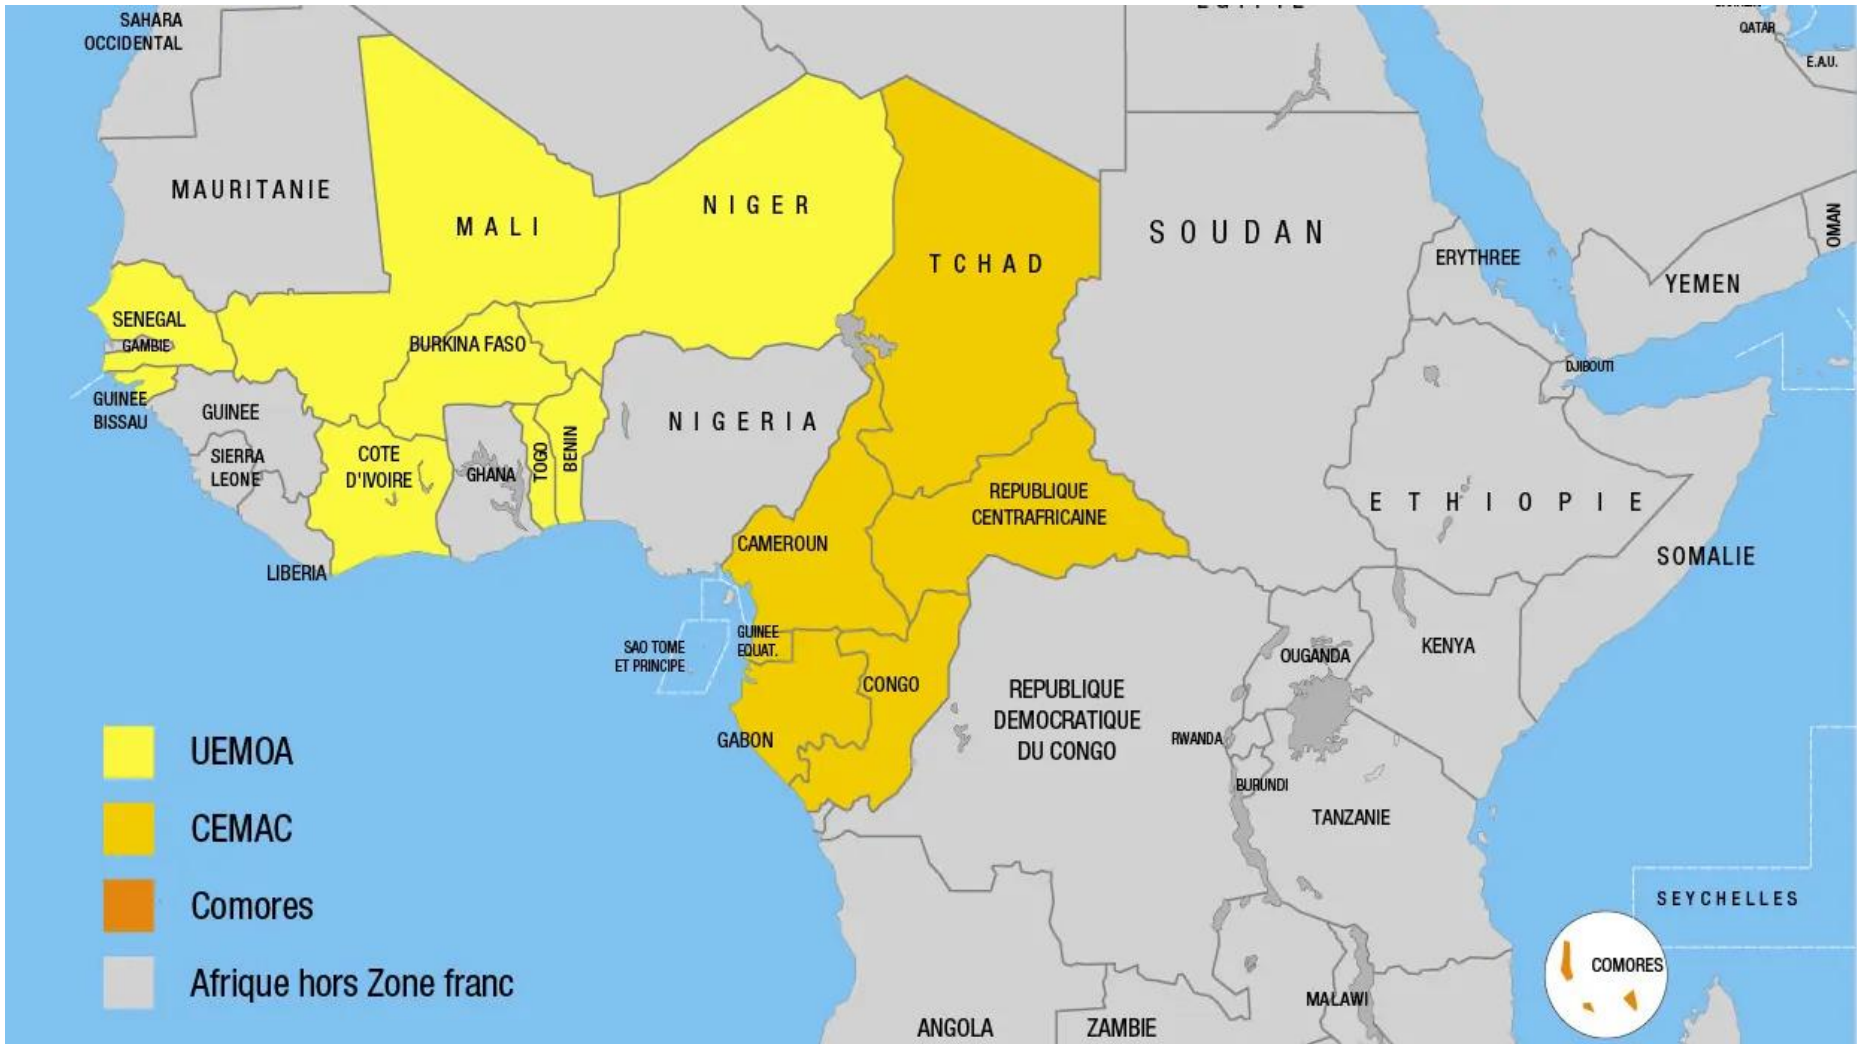 SAHARA
OCCIDENTAL
QATAR
E.A.U.
MAURITANIE
MALI
NIGER
TCHAD
SOUDAN
ERYTHREE
YEMEN
OMAN
SENEGAL
GAMBIE
BURKINA FASO
DJIBOUTI
GUINEE
BISSAU
GUINEE
NIGERIA
SIERRA
LEONE
COTE
D'IVOIRE
GHANA
TOGO
BENIN
REPUBLIQUE
CENTRAFRICAINE
ETHIOPIE
SOMALIE
LIBERIA
CAMEROUN
SAO TOME
ET PRINCIPE
GUINEE
EQUAT.
CONGO
GABON
REPUBLIQUE
DEMOCRATIQUE
DU CONGO
OUGANDA
KENYA
RWANDA
BURUNDI
TANZANIE
SEYCHELLES
COMORES
MALAWI
ANGOLA
ZAMBIE
UEMOA
CEMAC
Comores
Afrique hors Zone franc